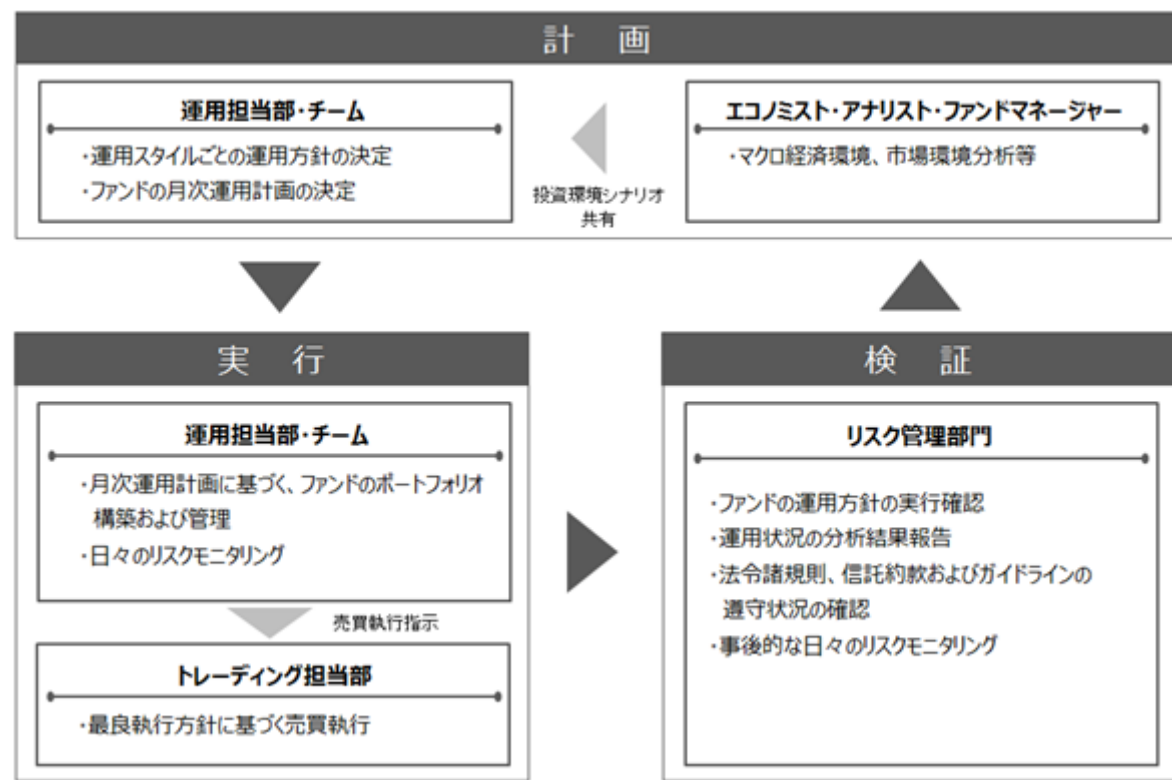 計 画
運用担当部・チーム
・運用スタイルごとの運用方針の決定
・ファンドの月次運用計画の決定
投資環境シナリオ
共有
エコノミスト・アナリスト・ファンドマネージャー
・マクロ経済環境、市場環境分析等
実 行
運用担当部・チーム
・月次運用計画に基づく、ファンドのポートフォリオ
構築および管理
・日々のリスクモニタリング
売買執行指示
トレーディング担当部
・最良執行方針に基づく売買執行
検 証
リスク管理部門
・ファンドの運用方針の実行確認
・運用状況の分析結果報告
・法令諸規則、信託約款およびガイドラインの
遵守状況の確認
・事後的な日々のリスクモニタリング